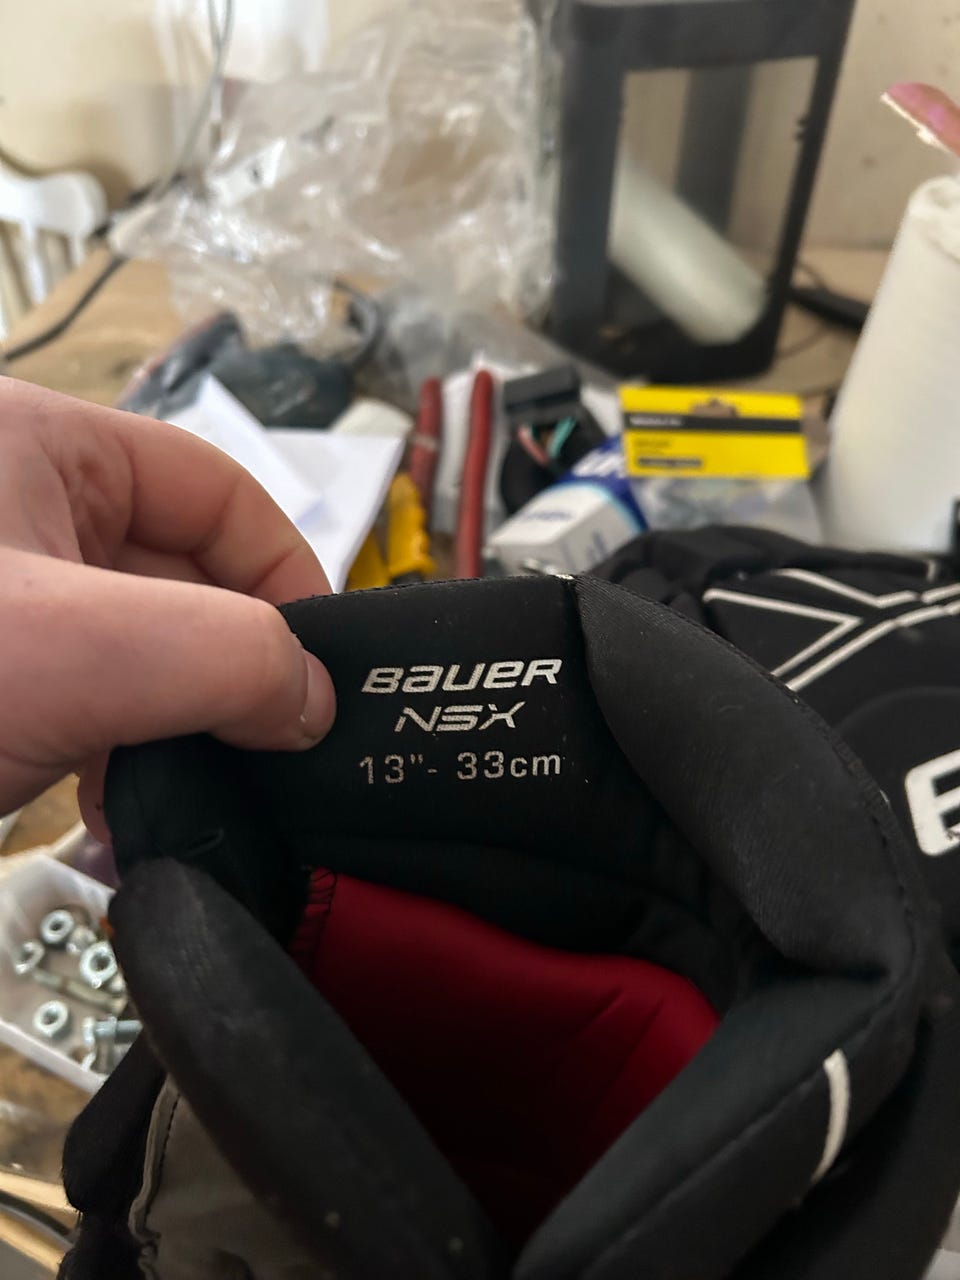 BAUER
NSX
13"- 33cm